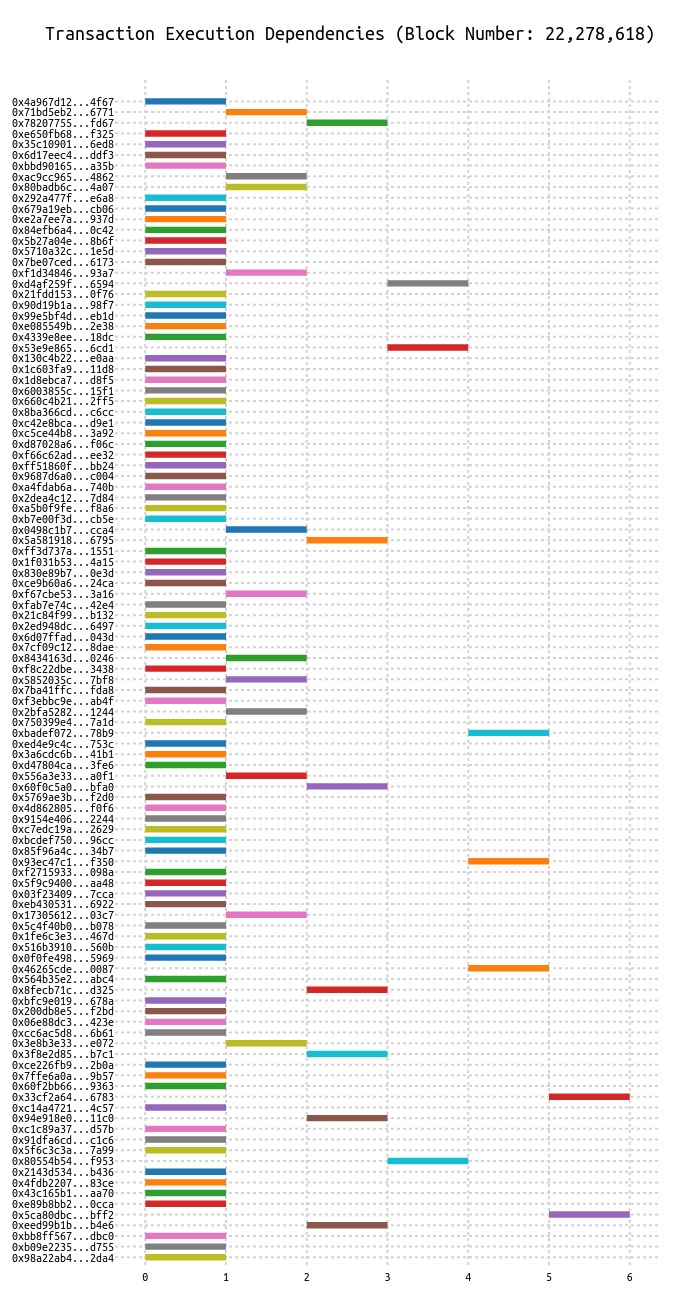 Transaction Execution Dependencies (Block Number: 22,278,618)
0x4a967d12...4f67
0x71bd5eb2...6771
0x78207755...fd67
0xe650fb68...f325
0x35c10901...6ed8
0x6d17eec4...ddf3
0xbbd90165...a35b
0xac9cc965...4862
0x80badb6c...4a07
0x292a477f...e6a8
0x679a19eb...cb06
0xe2a7ee7a...937d
0x84efb6a4...0c42
0x5b27a04e...8b6f
0x5710a32c...1e5d
0x7be07ced...6173
0xf1d34846...93a7
0xd4af259f...6594
0x21fdd153...0f76
0x90d19b1a...98f7
0x99e5bf4d...eb1d
0xe085549b...2e38
0x4339e8ee...18dc
0x53e9e865...6cd1
0x130c4b22...e0aa
0x1c603fa9...11d8
0x1d8ebca7...d8f5
0x6003855c...15f1
0x660c4b21...2ff5
0x8ba366cd...c6cc
0xc42e8bca...d9e1
0xc5ce44b8...3a92
0xd87028a6...f06c
0xf66c62ad...ee32
0xff51860f...bb24
0x9687d6a0...c004
0xa4fdab6a...740b
0x2dea4c12...7d84
0xa5b0f9fe...f8a6
0xb7e00f3d...cb5e
0x0498c1b7...cca4
0x5a581918...6795
0xff3d737a...1551
0x1f031b53...4a15
0x830e89b7...0e3d
0xce9b60a6...24ca
0xf67cbe53...3a16
0xfab7e74c...42e4
0x21c84f99...b132
0x2ed948dc...6497
0x6d07ffad...043d
0x7cf09c12...8dae
0x8434163d...0246
0xf8c22dbe...3438
0x5852035c...7bf8
0x7ba41ffc...fda8
0xf3ebbc9e...ab4f
0x2bfa5282...1244
0x750399e4...7a1d
0xbadef072...78b9
0xed4e9c4c...753c
0x3a6cdc6b...41b1
0xd47804ca...3fe6
0x556a3e33...a0f1
0x60f0c5a0...bfa0
0x5769ae3b...f2d0
0x4d862805...f0f6
0x9154e406...2244
0xc7edc19a...2629
0xbcdef750...96cc
0x85f96a4c...34b7
0x93ec47c1...f350
0xf2715933...098a
0x5f9c9400...aa48
0x03f23409...7cca
0xeb430531...6922
0x17305612...03c7
0x5c4f40b0...b078
0x1fe6c3e3...467d
0x516b3910...560b
0x0f0fe498...5969
0x46265cde...0087
0x564b35e2...abc4
0x8fecb71c...d325
0xbfc9e019...678a
0x200db8e5...f2bd
0x06e88dc3...423e
0xcc6ac5d8...6b61
0x3e8b3e33...e072
0x3f8e2d85...b7c1
0xce226fb9...2b0a
0x7ffe6a0a...9b57
0x60f2bb66...9363
0x33cf2a64...6783
0xc14a4721...4c57
0x94e918e0...11c0
0xc1c89a37...d57b
0x91dfa6cd...c1c6
0x5f6c3c3a...7a99
0x80554b54...f953
0x2143d534...b436
0x4fdb2207...83ce
0x43c165b1...aa70
0xe89b8bb2...0cca
0x5ca80dbc...bff2
0xeed99b1b...b4e6
0xbb8ff567...dbc0
0xb09e2235...d755
0x98a22ab4...2da4
0 1 2 3 4 5 6